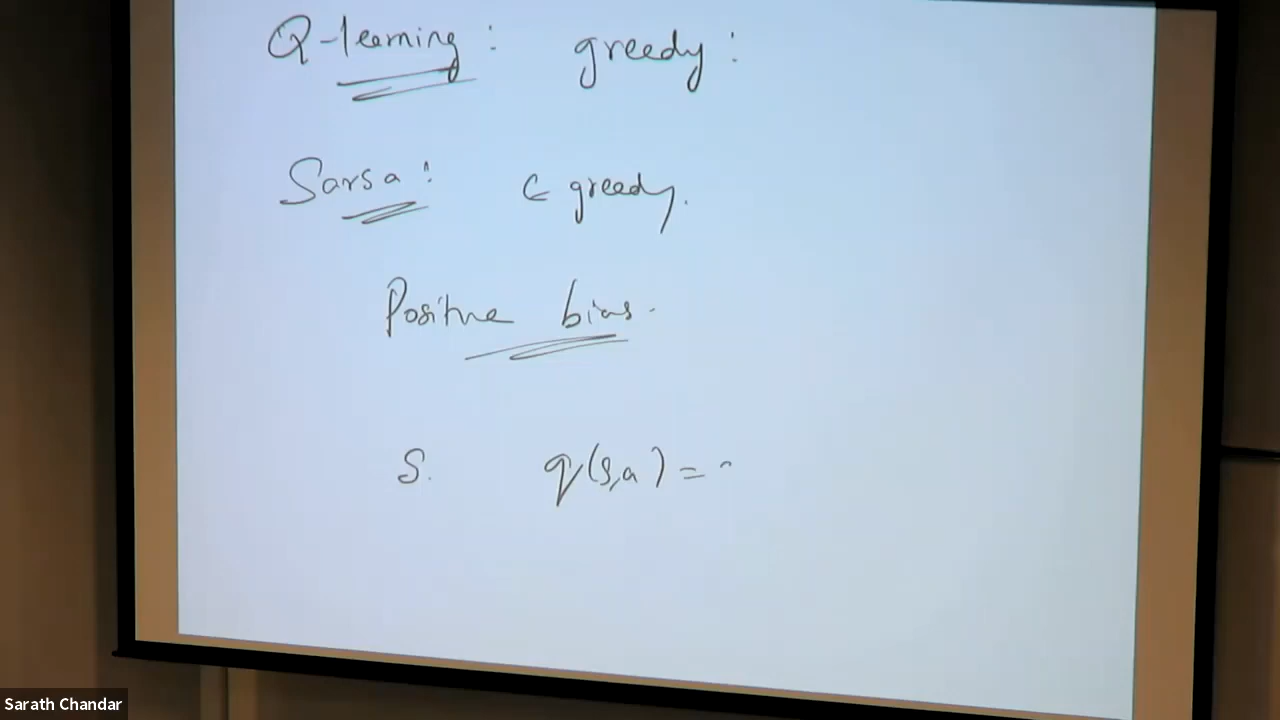 Q-learning: greedy:
Sarsa: ϵ greedy.
Positive bias.
S. q(s,a) =
Sarath Chandar